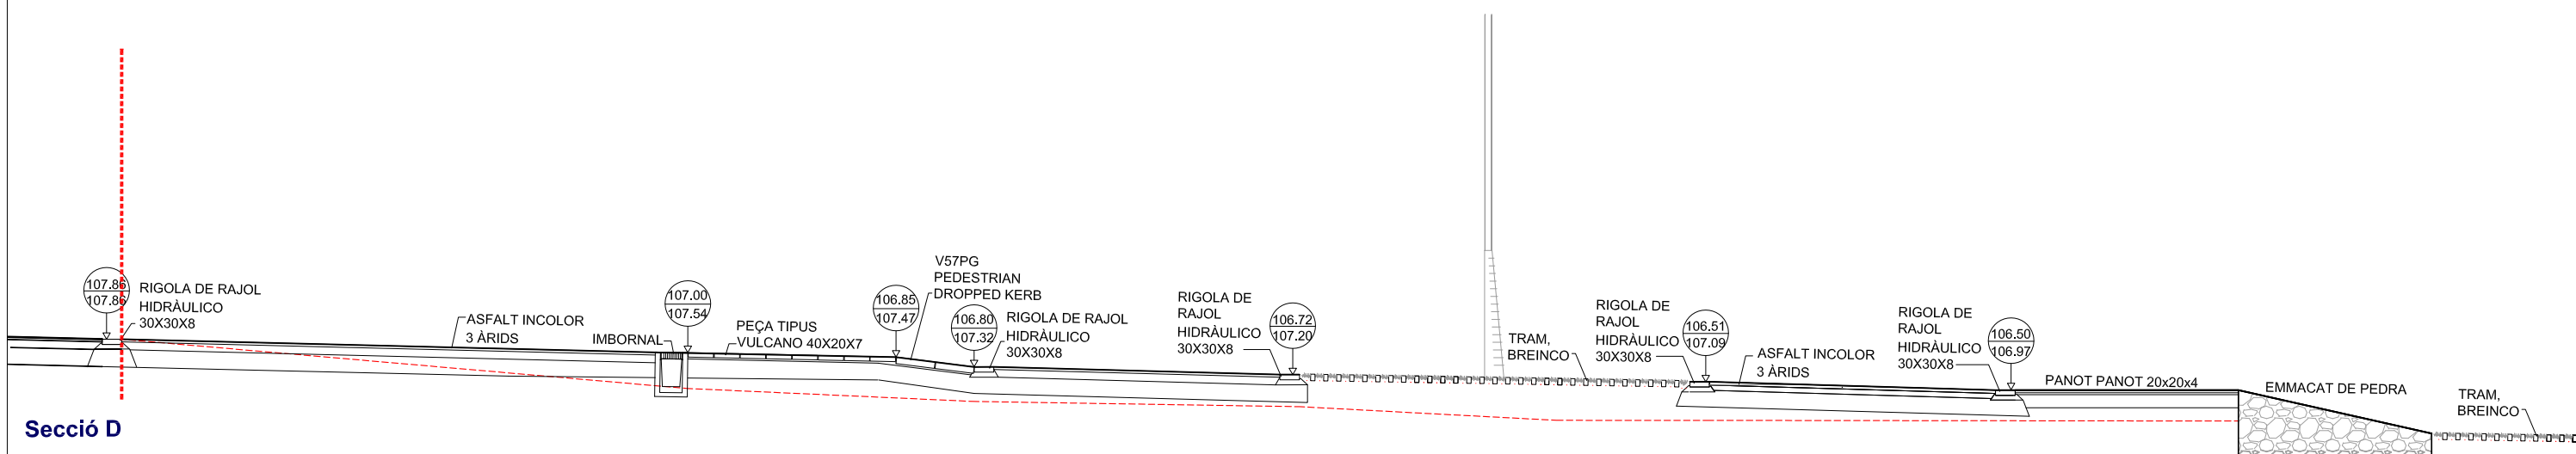 107.86
107.86
RIGOLA DE RAJOL
HIDRÀULICO
30X30X8
ASFALT INCOLOR
3 ÀRIDS
IMBORNAL
107.00
107.54
PEÇA TIPUS
VULCANO 40X20X7
106.85
107.47
V57PG
PEDESTRIAN
DROPPED KERB
106.80
107.32
RIGOLA DE RAJOL
HIDRÀULICO
30X30X8
RIGOLA DE
RAJOL
HIDRÀULICO
30X30X8
106.72
107.20
TRAM,
BREINCO
RIGOLA DE
RAJOL
HIDRÀULICO
30X30X8
106.51
107.09
ASFALT INCOLOR
3 ÀRIDS
RIGOLA DE
RAJOL
HIDRÀULICO
30X30X8
106.50
106.97
PANOT PANOT 20x20x4
EMMACAT DE PEDRA
TRAM,
BREINCO
Secció D